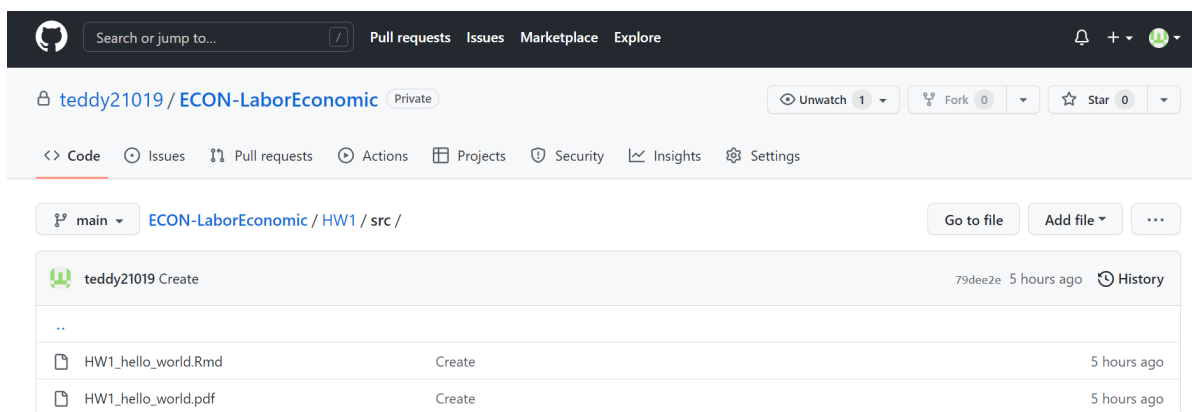 Search or jump to... / Pull requests Issues Marketplace Explore
teddy21019 / ECON-LaborEconomic Private Unwatch 1 Fork 0 Star 0
<> Code Issues Pull requests Actions Projects Security Insights Settings
main ECON-LaborEconomic / HW1 / src / Go to file Add file ...
teddy21019 Create 79dee2e 5 hours ago History
..
HW1_hello_world.Rmd Create 5 hours ago
HW1_hello_world.pdf Create 5 hours ago